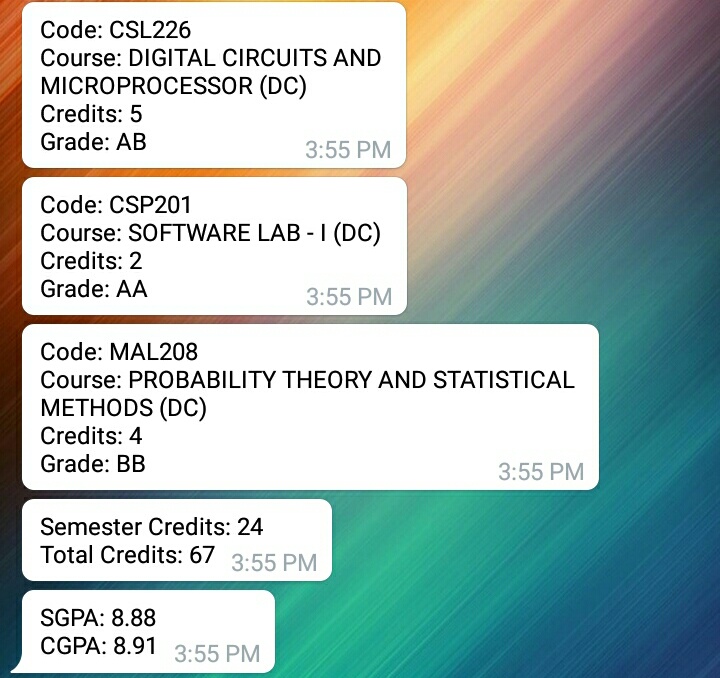 Code: CSL226
Course: DIGITAL CIRCUITS AND
MICROPROCESSOR (DC)
Credits: 5
Grade: AB
3:55 PM
Code: CSP201
Course: SOFTWARE LAB - I (DC)
Credits: 2
Grade: AA
3:55 PM
Code: MAL208
Course: PROBABILITY THEORY AND STATISTICAL
METHODS (DC)
Credits: 4
Grade: BB
3:55 PM
Semester Credits: 24
Total Credits: 67
3:55 PM
SGPA: 8.88
CGPA: 8.91
3:55 PM